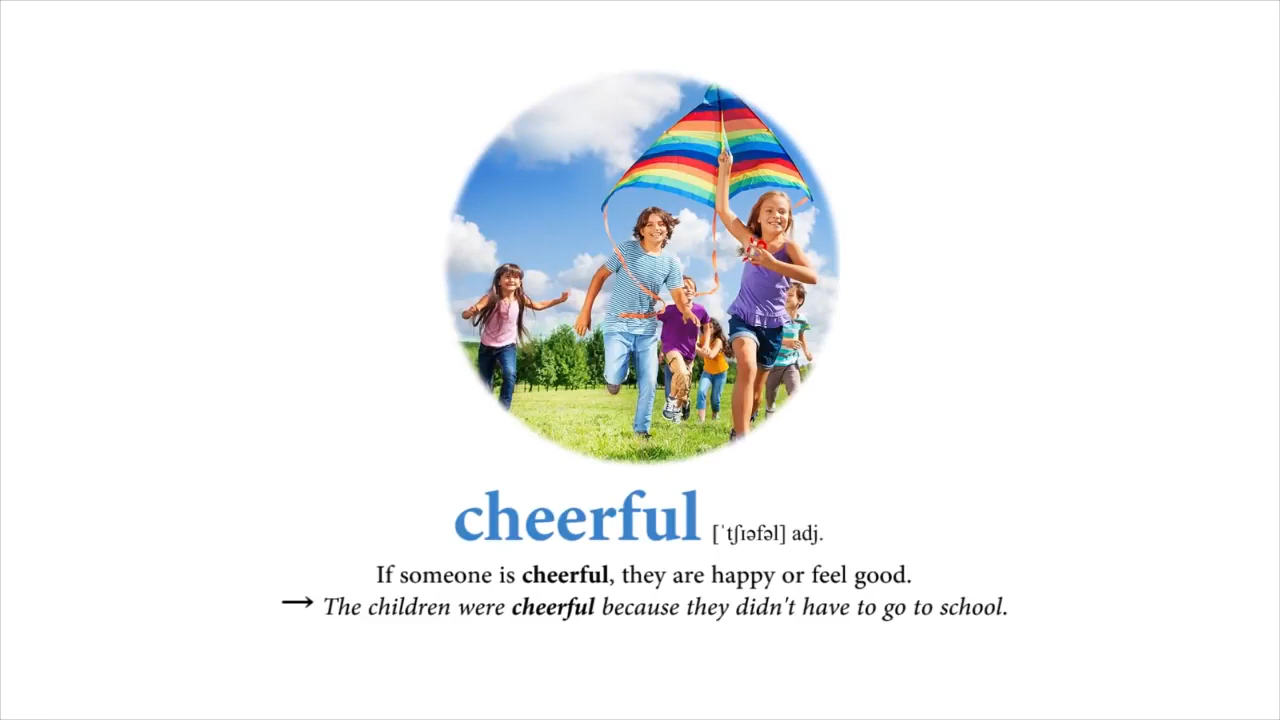 cheerful [ˈtʃɪəfəl] adj.
If someone is cheerful, they are happy or feel good.
→ The children were cheerful because they didn't have to go to school.